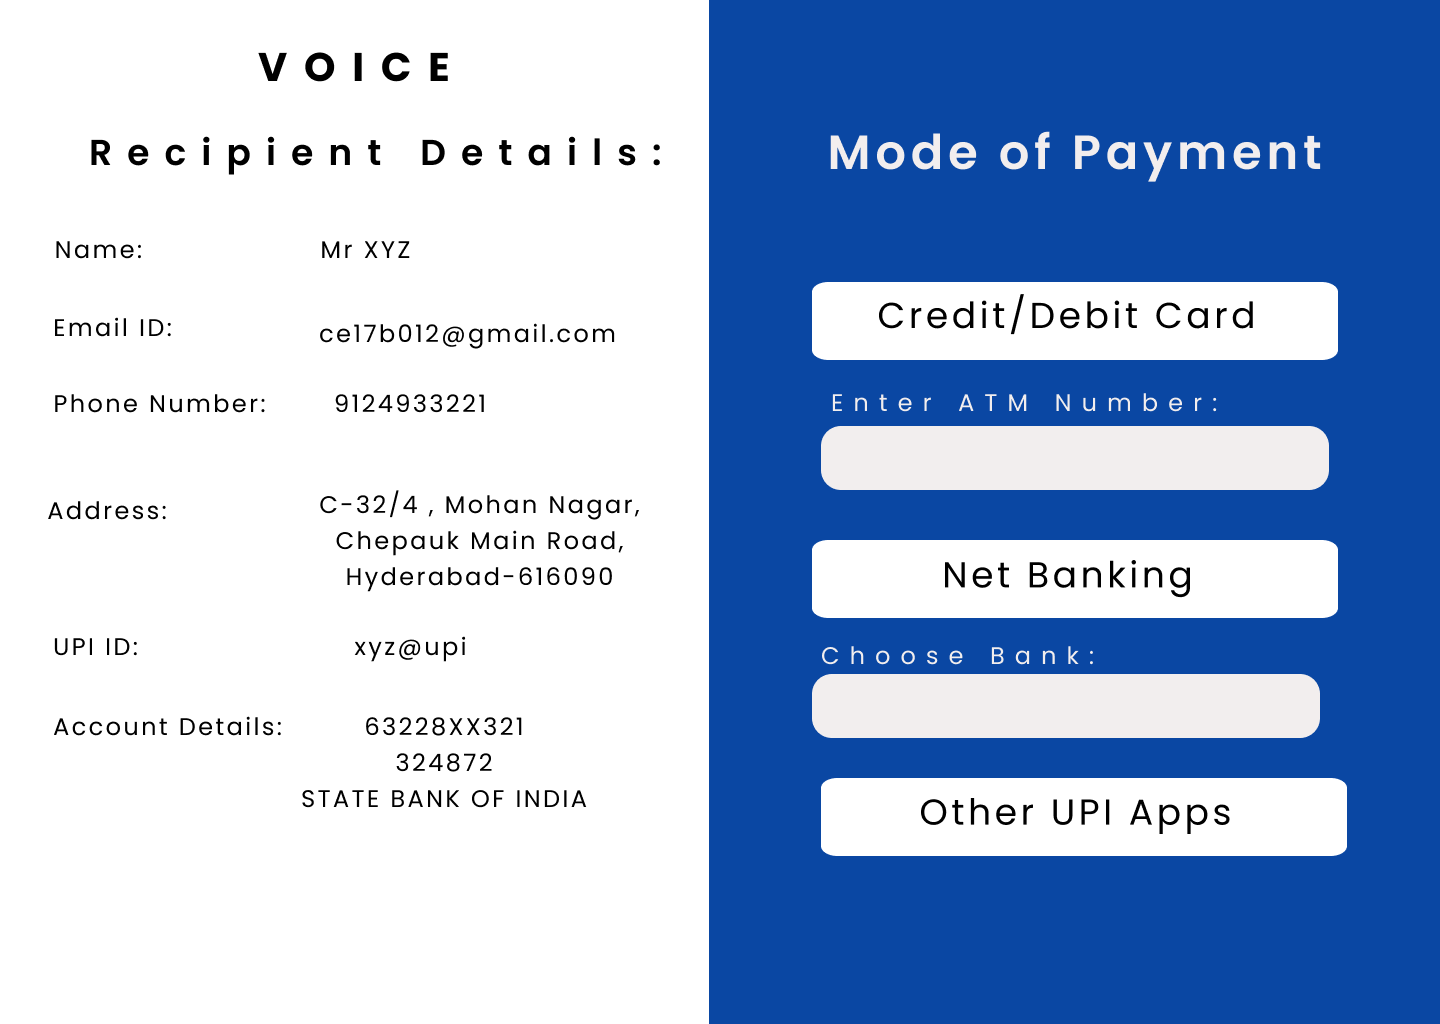 VOICE
Recipient Details:
Name: Mr XYZ
Email ID: ce17b012@gmail.com
Phone Number: 9124933221
Address: C-32/4 , Mohan Nagar,
Chepauk Main Road,
Hyderabad-616090
UPI ID: xyz@upi
Account Details: 63228XX321
324872
STATE BANK OF INDIA
Mode of Payment
Credit/Debit Card
Enter ATM Number:
Net Banking
Choose Bank:
Other UPI Apps